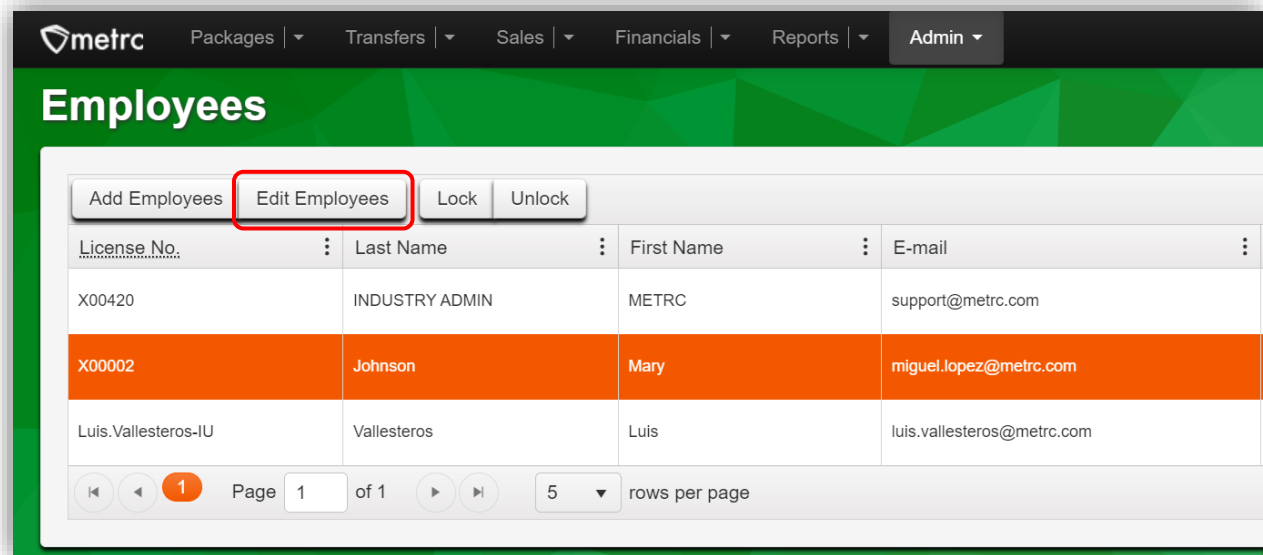 metrc Packages | Transfers | Sales | Financials | Reports | Admin
Employees
Add Employees Edit Employees Lock Unlock
License No. Last Name First Name E-mail
X00420 INDUSTRY ADMIN METRC support@metrc.com
X00002 Johnson Mary miguel.lopez@metrc.com
Luis.Vallesteros-IU Vallesteros Luis luis.vallesteros@metrc.com
1 Page 1 of 1 5 rows per page